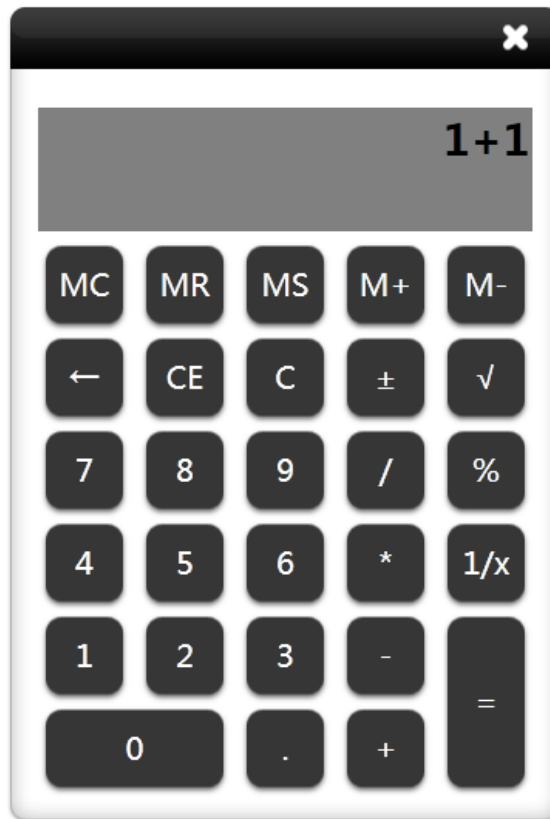 1+1
MC MR MS M+ M-
← CE C ± √
7 8 9 / %
4 5 6 * 1/x
1 2 3 - =
0 . +